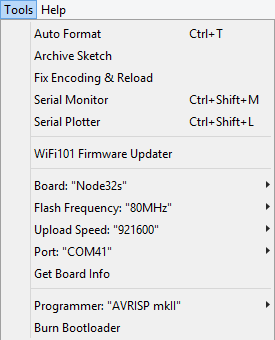 Tools Help
Auto Format Ctrl+T
Archive Sketch
Fix Encoding & Reload
Serial Monitor Ctrl+Shift+M
Serial Plotter Ctrl+Shift+L
WiFi101 Firmware Updater
Board: "Node32s"
Flash Frequency: "80MHz"
Upload Speed: "921600"
Port: "COM41"
Get Board Info
Programmer: "AVRISP mkII"
Burn Bootloader